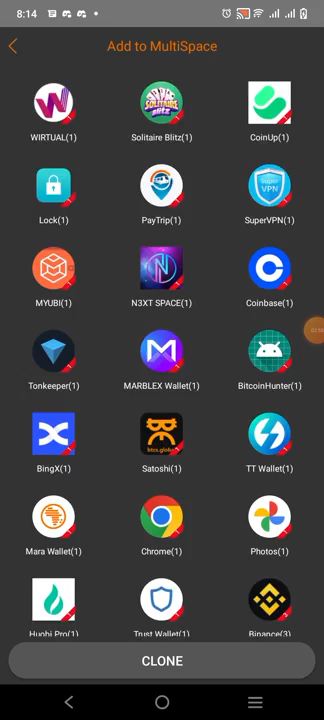 8:14
Add to MultiSpace
WIRTUAL(1)
Solitaire Blitz(1)
CoinUp(1)
Lock(1)
PayTrip(1)
SuperVPN(1)
MYUBI(1)
N3XT SPACE(1)
Coinbase(1)
Tonkeeper(1)
MARBLEX Wallet(1)
BitcoinHunter(1)
BingX(1)
Satoshi(1)
TT Wallet(1)
Mara Wallet(1)
Chrome(1)
Photos(1)
Huobi Pro(1)
Trust Wallet(1)
Binance(3)
CLONE